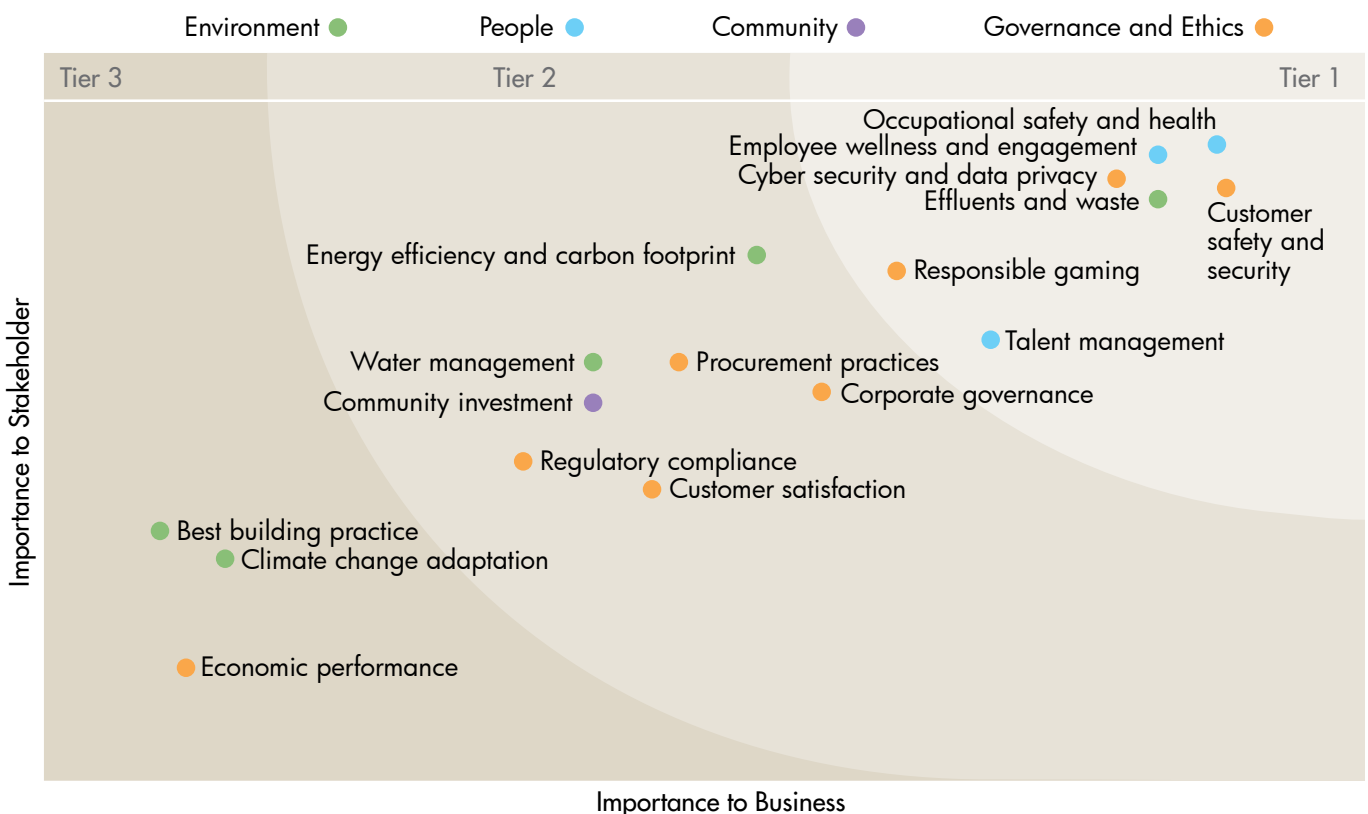 Environment
People
Community
Governance and Ethics
Tier 3
Tier 2
Tier 1
Occupational safety and health
Employee wellness and engagement
Cyber security and data privacy
Effluents and waste
Customer
safety and
security
Energy efficiency and carbon footprint
Responsible gaming
Talent management
Water management
Procurement practices
Corporate governance
Community investment
Regulatory compliance
Customer satisfaction
Best building practice
Climate change adaptation
Economic performance
Importance to Stakeholder
Importance to Business